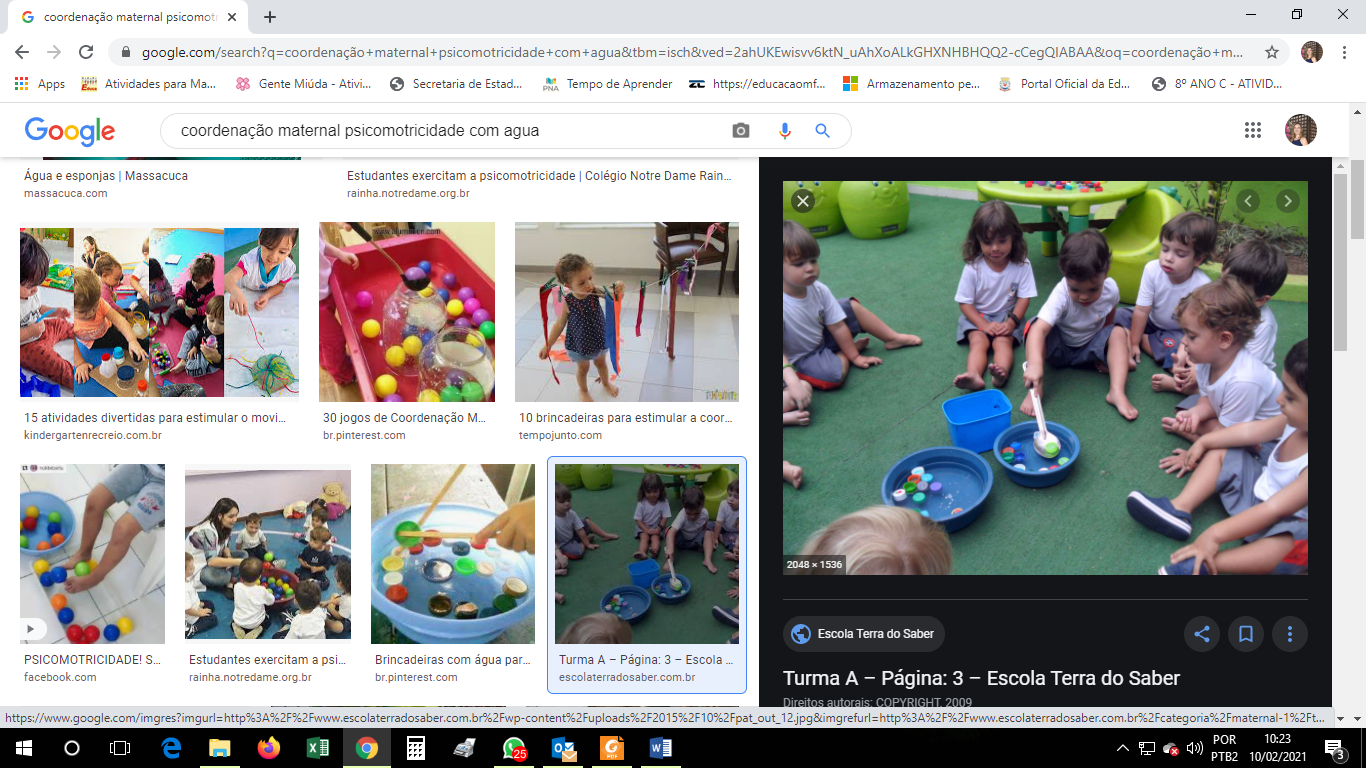 coordenação maternal psicomotri
google.com/search?q=coordenação+maternal+psicomotricidade+com+agua&tbm=isch&ved=2ahUKEwisvv6ktN_uAhXoALkGHXNHBHQQ2-cCegQIABAA&oq=coordenação+m...
Apps
Atividades para Ma...
Gente Miúda - Ativi...
Secretaria de Estad...
PNA
Tempo de Aprender
https://educacaomf...
Armazenamento pe...
Portal Oficial da Ed...
8º ANO C - ATIVID...
Google
coordenação maternal psicomotricidade com agua
Água e esponjas | Massacuca
massacuca.com
Estudantes exercitam a psicomotricidade | Colégio Notre Dame Rain...
rainha.notredame.org.br
15 atividades divertidas para estimular o movi...
kindergartenrecreio.com.br
30 jogos de Coordenação M...
br.pinterest.com
10 brincadeiras para estimular a coor...
tempojunto.com
PSICOMOTRICIDADE! S...
facebook.com
Estudantes exercitam a psi...
rainha.notredame.org.br
Brincadeiras com água par...
br.pinterest.com
Turma A – Página: 3 – Escola ...
escolaterradosaber.com.br
2048 × 1536
Escola Terra do Saber
Turma A – Página: 3 – Escola Terra do Saber
Direitos autorais: COPYRIGHT, 2009
https://www.google.com/imgres?imgurl=http%3A%2F%2Fwww.escolaterradosaber.com.br%2Fwp-content%2Fuploads%2F2015%2F10%2Fpat_out_12.jpg&imgrefurl=http%3A%2F%2Fwww.escolaterradosaber.com.br%2Fcategoria%2Fmaternal-1%2Ft...
25
POR
PTB2
10:23
10/02/2021
3